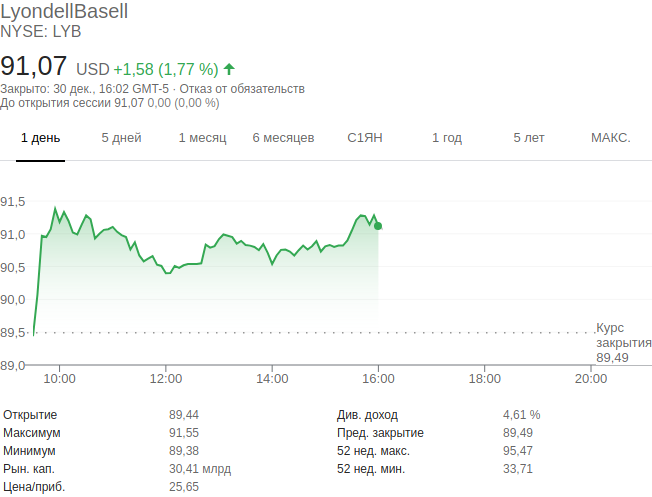 LyondellBasell
NYSE: LYB
91,07 USD +1,58 (1,77 %)
Закрыто: 30 дек., 16:02 GMT-5 · Отказ от обязательств
До открытия сессии 91,07 0,00 (0,00 %)
1 день 5 дней 1 месяц 6 месяцев С1ЯН 1 год 5 лет МАКС.
91,5
91,0
90,5
90,0
89,5
Курс
закрытия
89,49
89,0
10:00 12:00 14:00 16:00 18:00 20:00
Открытие 89,44 Див. доход 4,61 %
Максимум 91,55 Пред. закрытие 89,49
Минимум 89,38 52 нед. макс. 95,47
Рын. кап. 30,41 млрд 52 нед. мин. 33,71
Цена/приб. 25,65